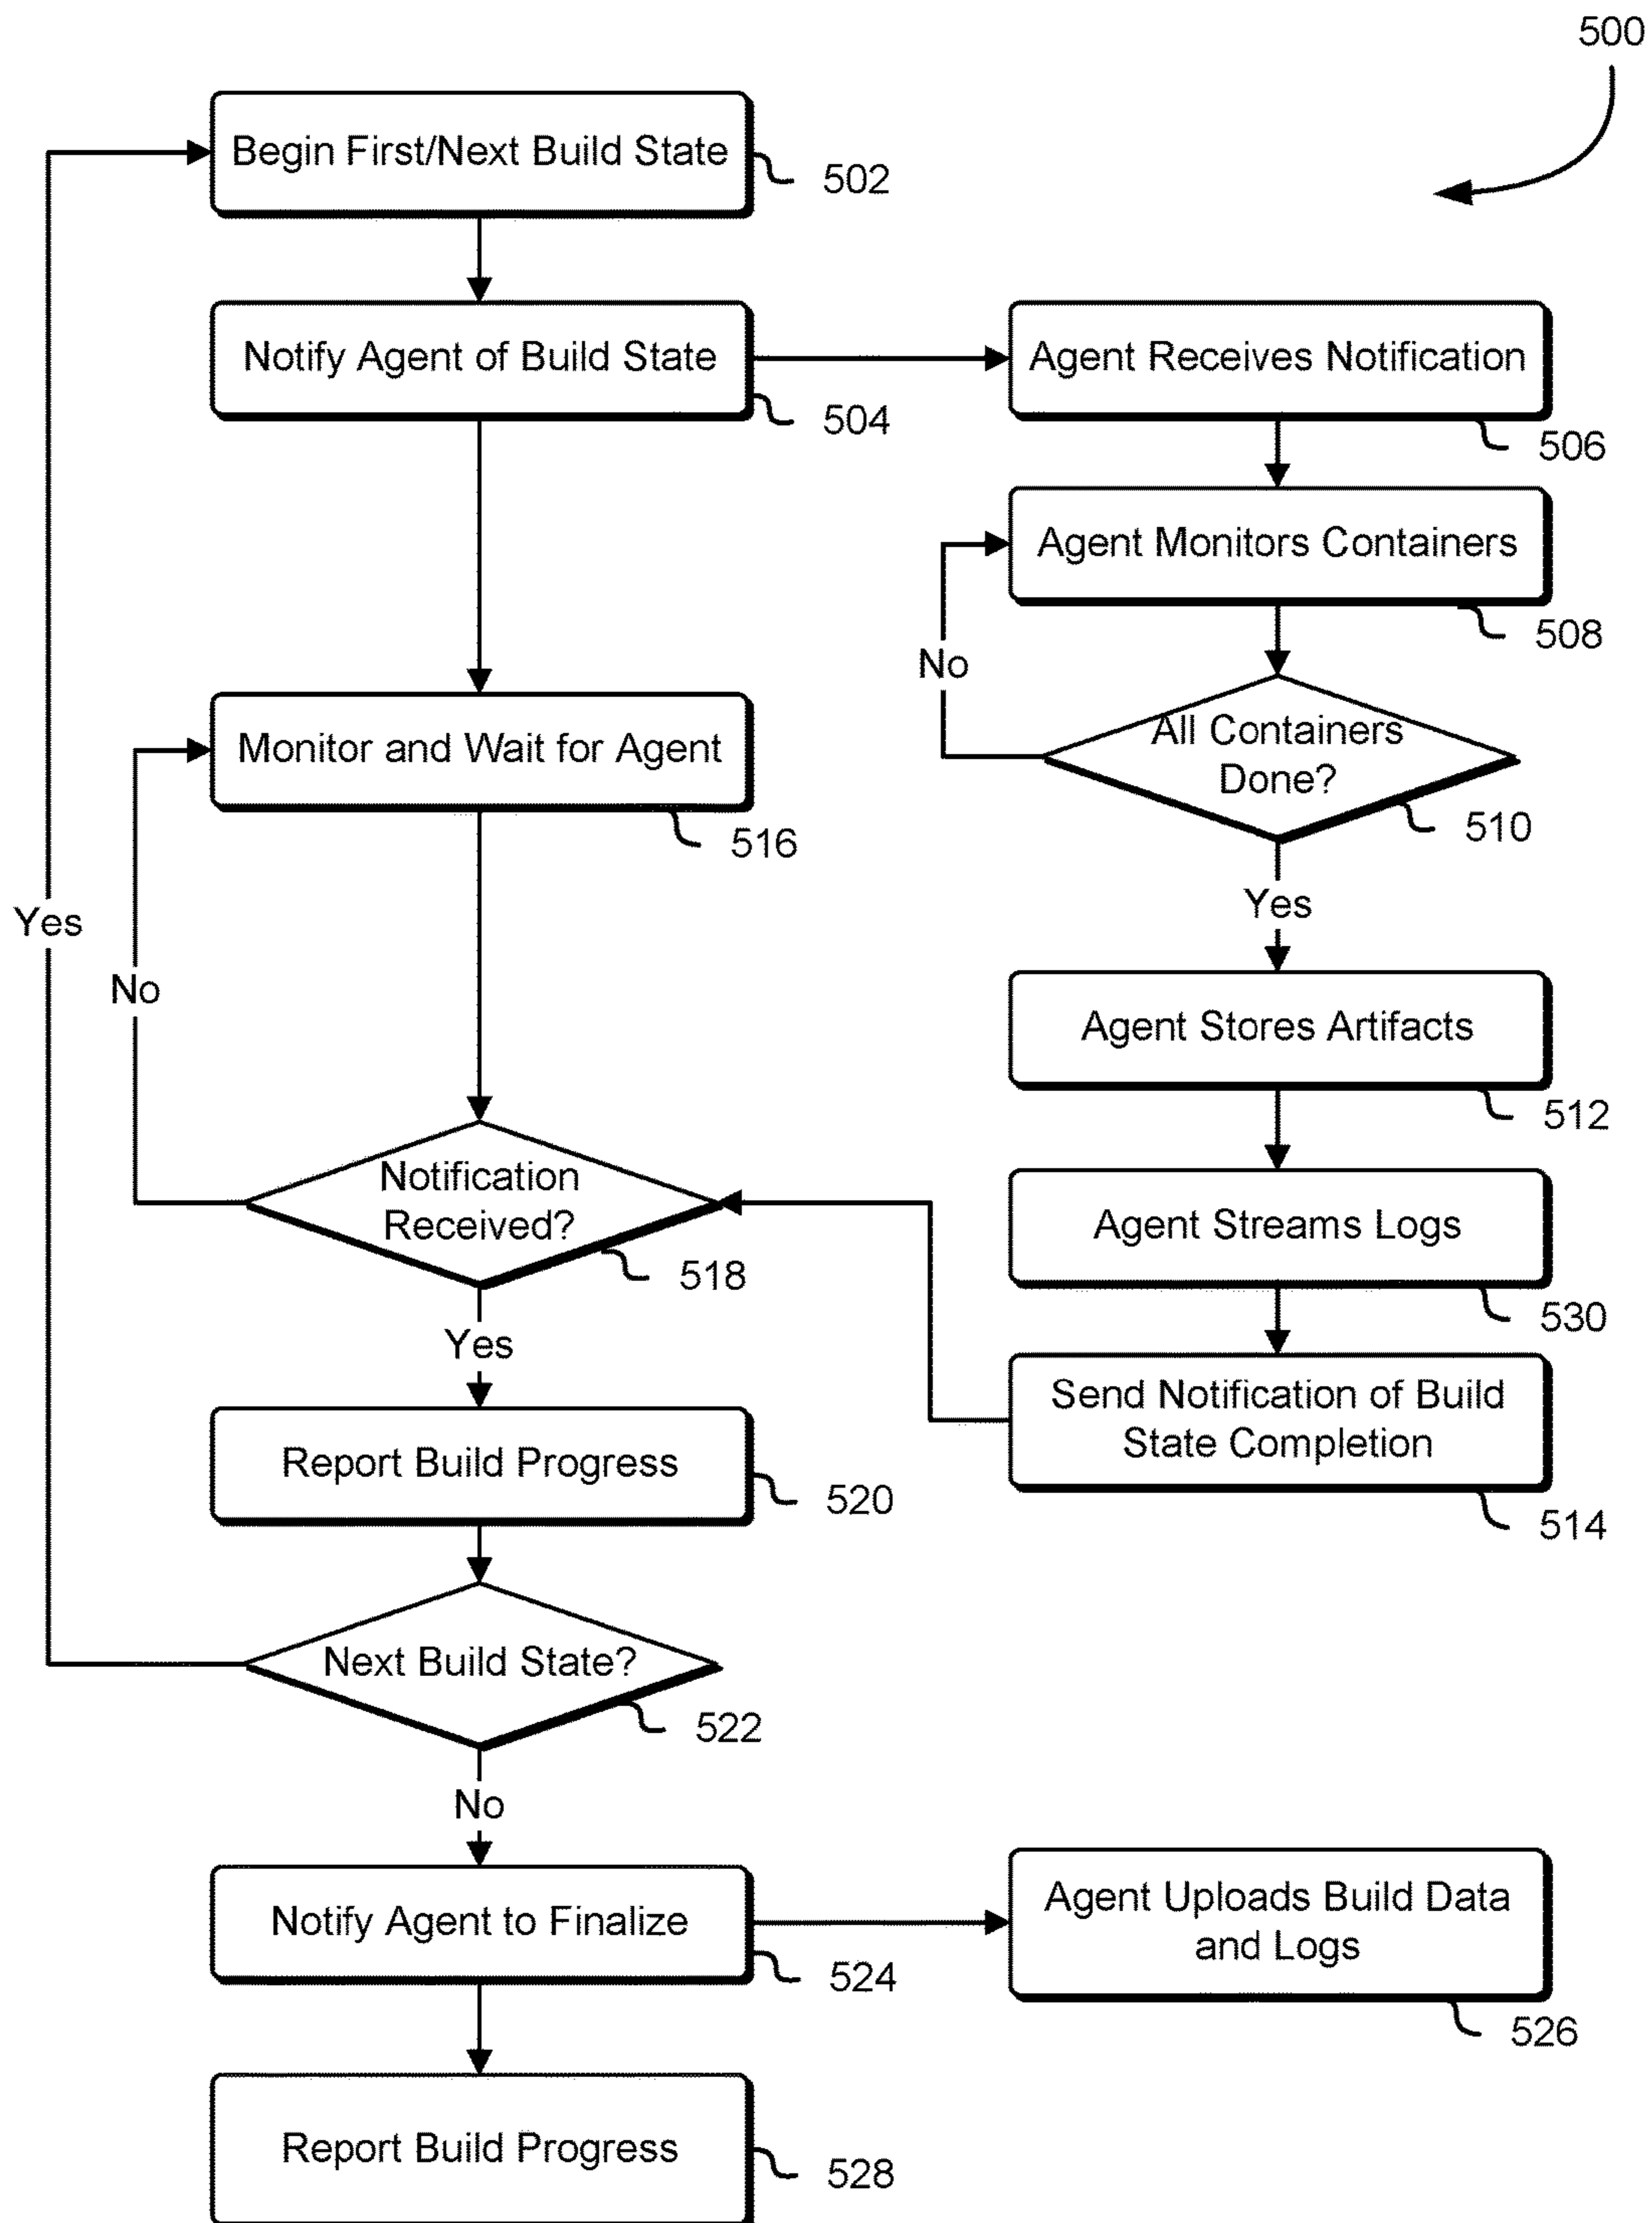 500
Begin First/Next Build State
502
Notify Agent of Build State
504
Agent Receives Notification
506
Agent Monitors Containers
508
No
All Containers
Done?
510
Monitor and Wait for Agent
516
Yes
Yes
No
Agent Stores Artifacts
512
Notification
Received?
518
Agent Streams Logs
530
Yes
Send Notification of Build
State Completion
514
Report Build Progress
520
Next Build State?
522
No
Notify Agent to Finalize
524
Agent Uploads Build Data
and Logs
526
Report Build Progress
528